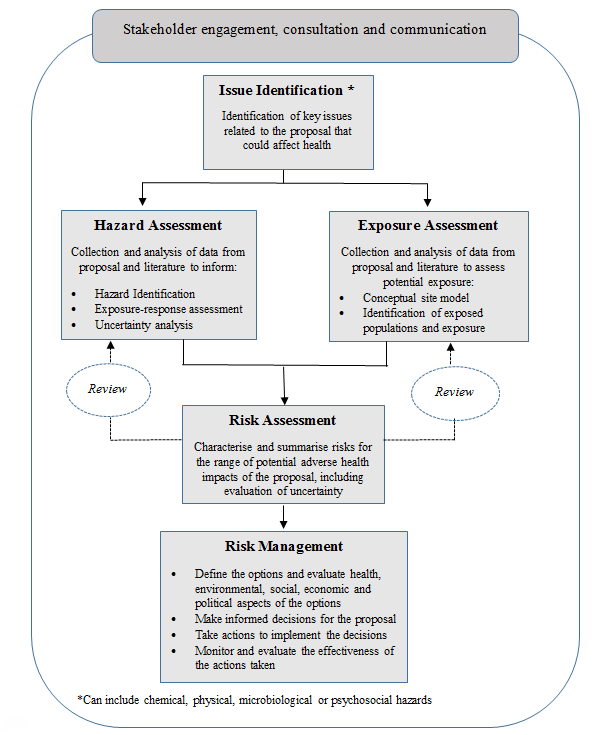 Stakeholder engagement, consultation and communication
Issue Identification *
Identification of key issues
related to the proposal that
could affect health
Hazard Assessment
Collection and analysis of data from
proposal and literature to inform:
• Hazard Identification
• Exposure-response assessment
• Uncertainty analysis
Exposure Assessment
Collection and analysis of data from
proposal and literature to assess
potential exposure:
• Conceptual site model
• Identification of exposed
populations and exposure
Review
Review
Risk Assessment
Characterise and summarise risks for
the range of potential adverse health
impacts of the proposal, including
evaluation of uncertainty
Risk Management
• Define the options and evaluate health,
environmental, social, economic and
political aspects of the options
• Make informed decisions for the proposal
• Take actions to implement the decisions
• Monitor and evaluate the effectiveness of
the actions taken
*Can include chemical, physical, microbiological or psychosocial hazards